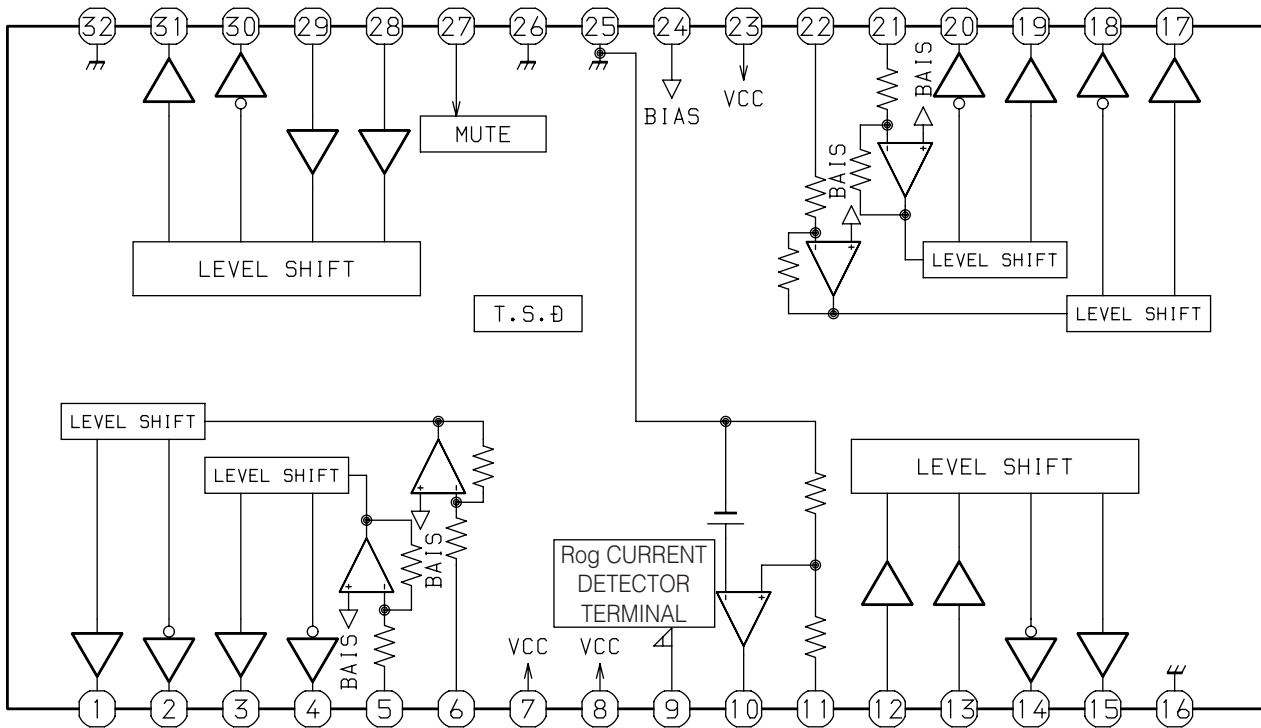 32 31 30 29 28 27 26 25 24 23 22 21 20 19 18 17
VCC
BIAS
MUTE
BAIS
BAIS
LEVEL SHIFT
LEVEL SHIFT
LEVEL SHIFT
T.S.D
LEVEL SHIFT
LEVEL SHIFT
LEVEL SHIFT
BAIS
BAIS
Rog CURRENT
DETECTOR
TERMINAL
VCC
VCC
1 2 3 4 5 6 7 8 9 10 11 12 13 14 15 16